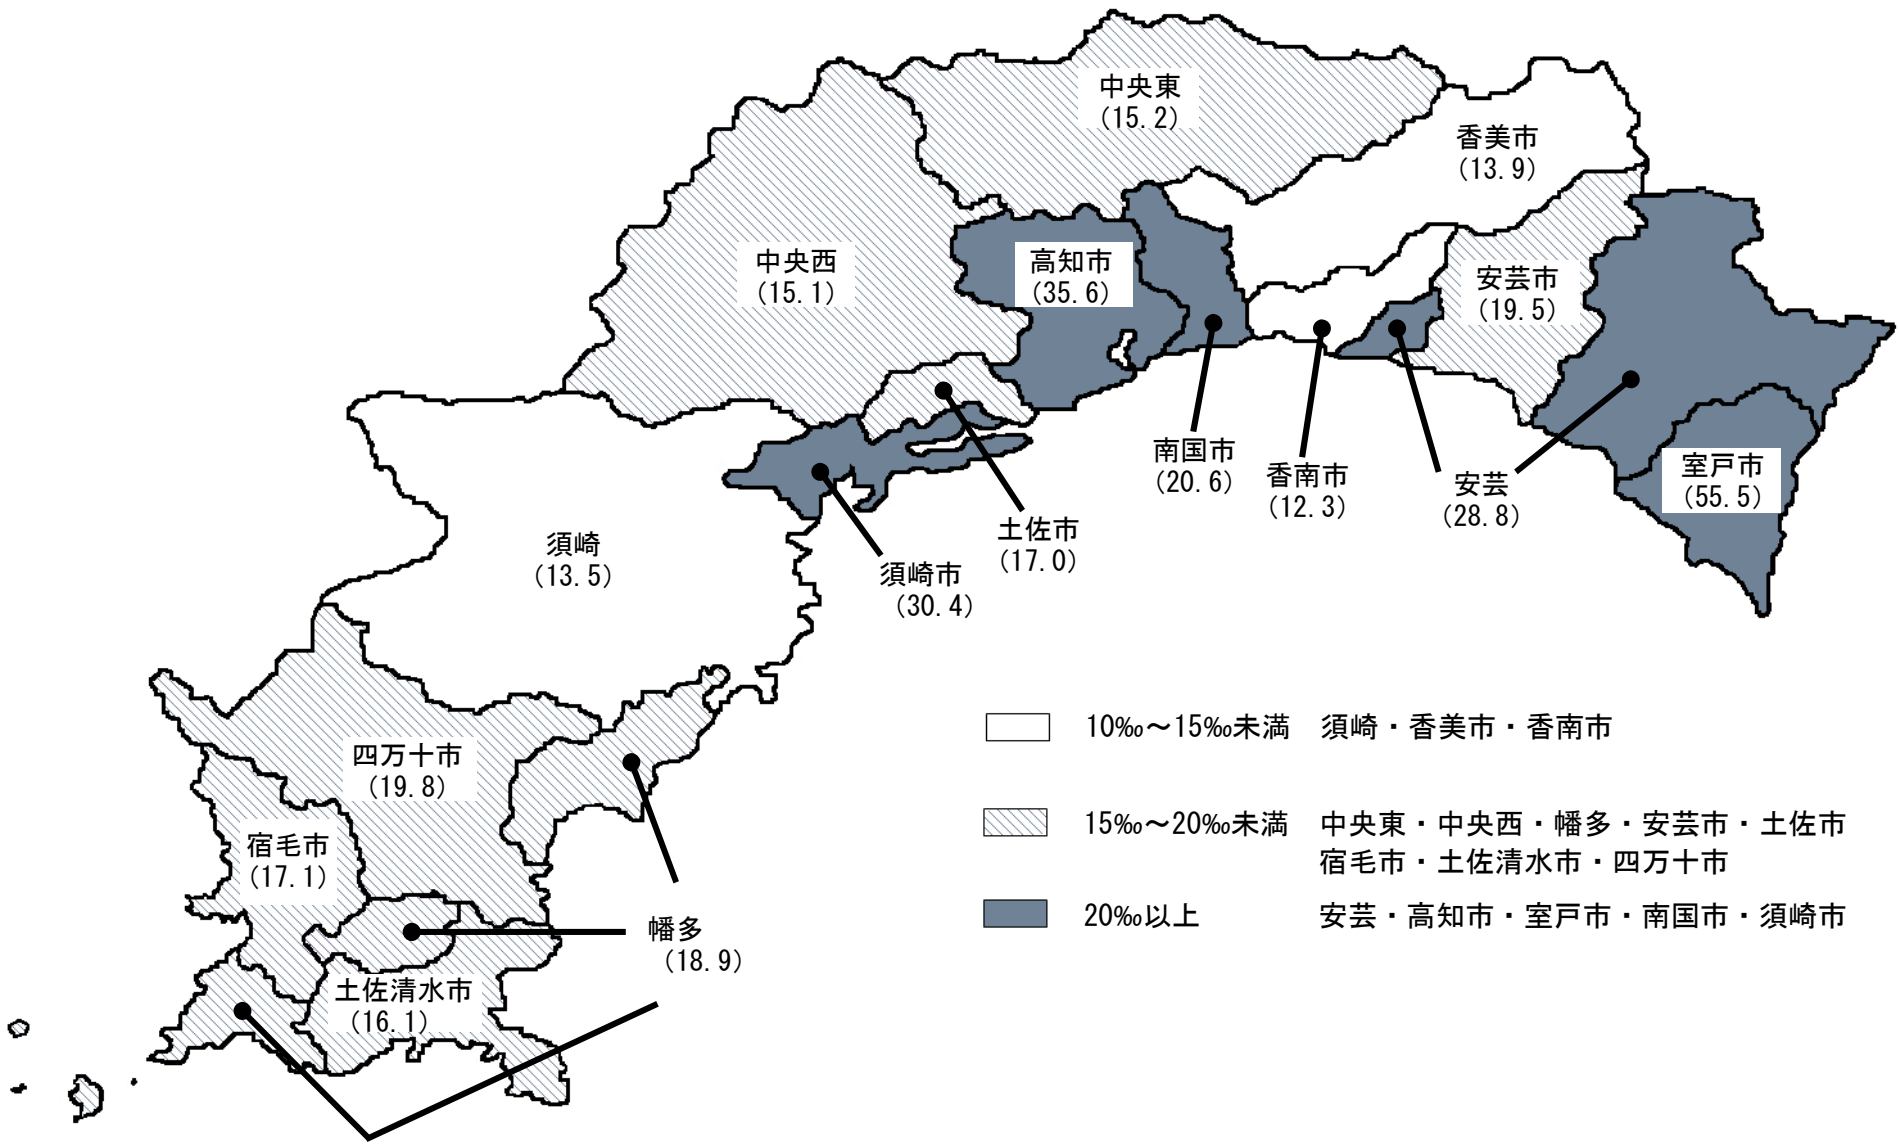 中央東
(15.2)
香美市
(13.9)
中央西
(15.1)
高知市
(35.6)
安芸市
(19.5)
南国市
(20.6)
香南市
(12.3)
安芸
(28.8)
室戸市
(55.5)
土佐市
(17.0)
須崎市
(30.4)
須崎
(13.5)
四万十市
(19.8)
宿毛市
(17.1)
幡多
(18.9)
土佐清水市
(16.1)
10‰～15‰未満 須崎・香美市・香南市
15‰～20‰未満 中央東・中央西・幡多・安芸市・土佐市
宿毛市・土佐清水市・四万十市
20‰以上 安芸・高知市・室戸市・南国市・須崎市